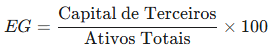 EG = Capital de Terceiros / Ativos Totais × 100